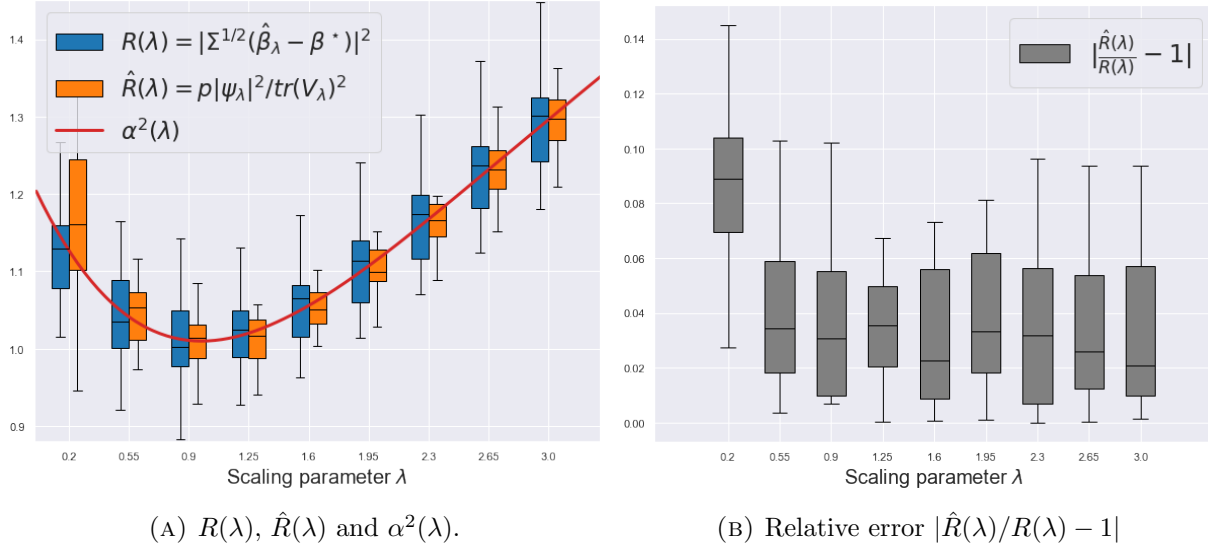 R(λ) = |Σ^{1/2}(β̂_λ − β*)|²
R̂(λ) = p|ψ_λ|²/tr(V_λ)²
α²(λ)
1.4
1.3
1.2
1.1
1.0
0.9
0.2 0.55 0.9 1.25 1.6 1.95 2.3 2.65 3.0
Scaling parameter λ
(A) R(λ), R̂(λ) and α²(λ).
|R̂(λ)/R(λ) − 1|
0.14
0.12
0.10
0.08
0.06
0.04
0.02
0.00
0.2 0.55 0.9 1.25 1.6 1.95 2.3 2.65 3.0
Scaling parameter λ
(B) Relative error |R̂(λ)/R(λ) − 1|